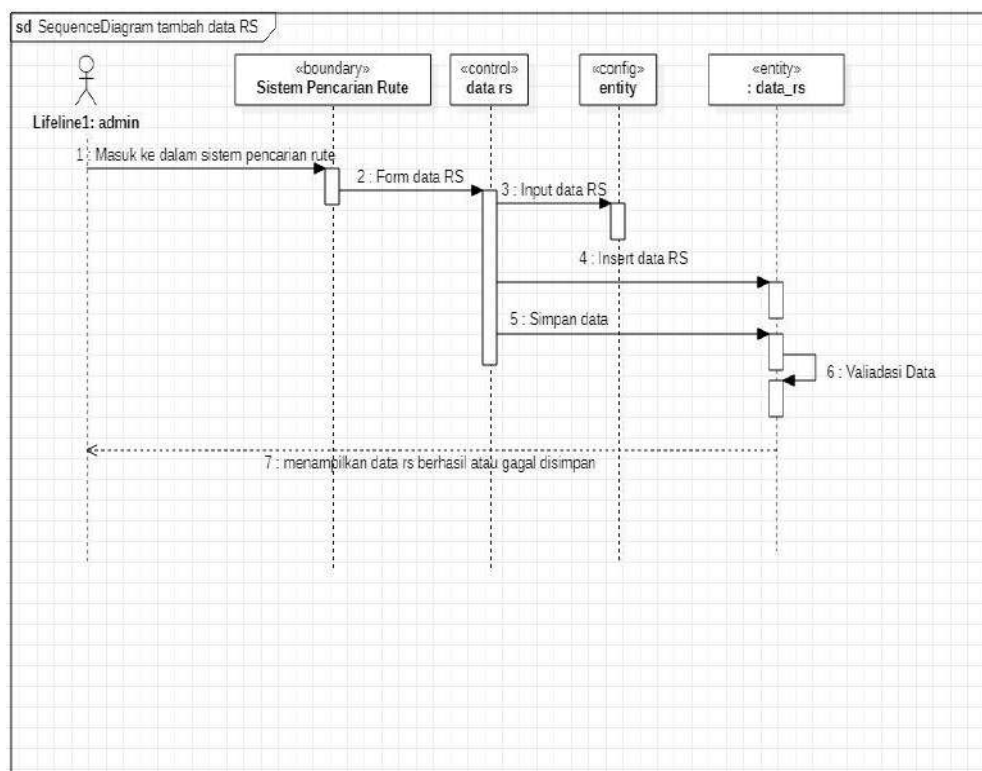 sd SequenceDiagram tambah data RS
«boundary»
Sistem Pencarian Rute
«control»
data rs
«config»
entity
«entity»
: data_rs
Lifeline1: admin
1 : Masuk ke dalam sistem pencarian rute
2 : Form data RS
3 : Input data RS
4 : Insert data RS
5 : Simpan data
6 : Valiadasi Data
7 : menampilkan data rs berhasil atau gagal disimpan